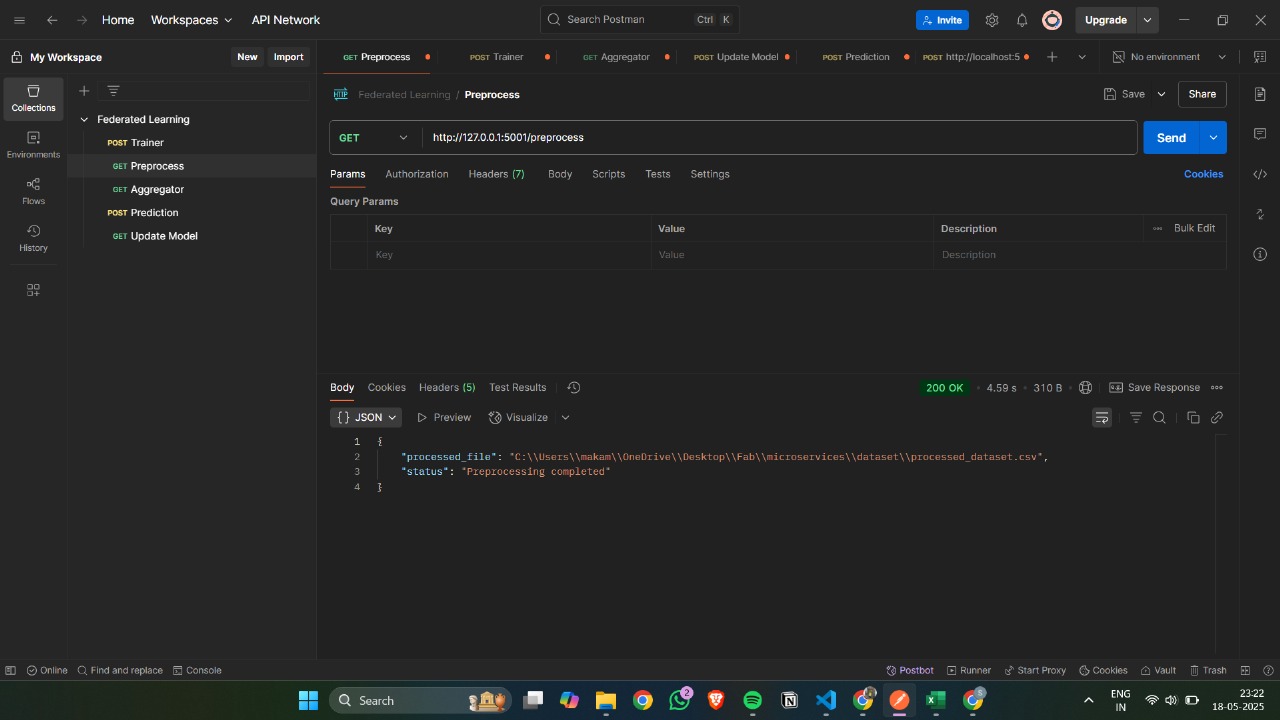 Home Workspaces API Network Search Postman Ctrl K Invite Upgrade
My Workspace New Import GET Preprocess POST Trainer GET Aggregator POST Update Model POST Prediction POST http://localhost:5 No environment
Collections
Environments
Flows
History
Federated Learning
POST Trainer
GET Preprocess
GET Aggregator
POST Prediction
GET Update Model
HTTP Federated Learning / Preprocess Save Share
GET http://127.0.0.1:5001/preprocess Send
Params Authorization Headers (7) Body Scripts Tests Settings Cookies
Query Params
Key Value Description Bulk Edit
Key Value Description
Body Cookies Headers (5) Test Results 200 OK 4.59 s 310 B Save Response
{} JSON Preview Visualize
1 {
2 "processed_file": "C:\\Users\\makam\\OneDrive\\Desktop\\Fab\\microservices\\dataset\\processed_dataset.csv",
3 "status": "Preprocessing completed"
4 }
Online Find and replace Console Postbot Runner Start Proxy Cookies Vault Trash
Search 2 ENG 23:22
IN 18-05-2025